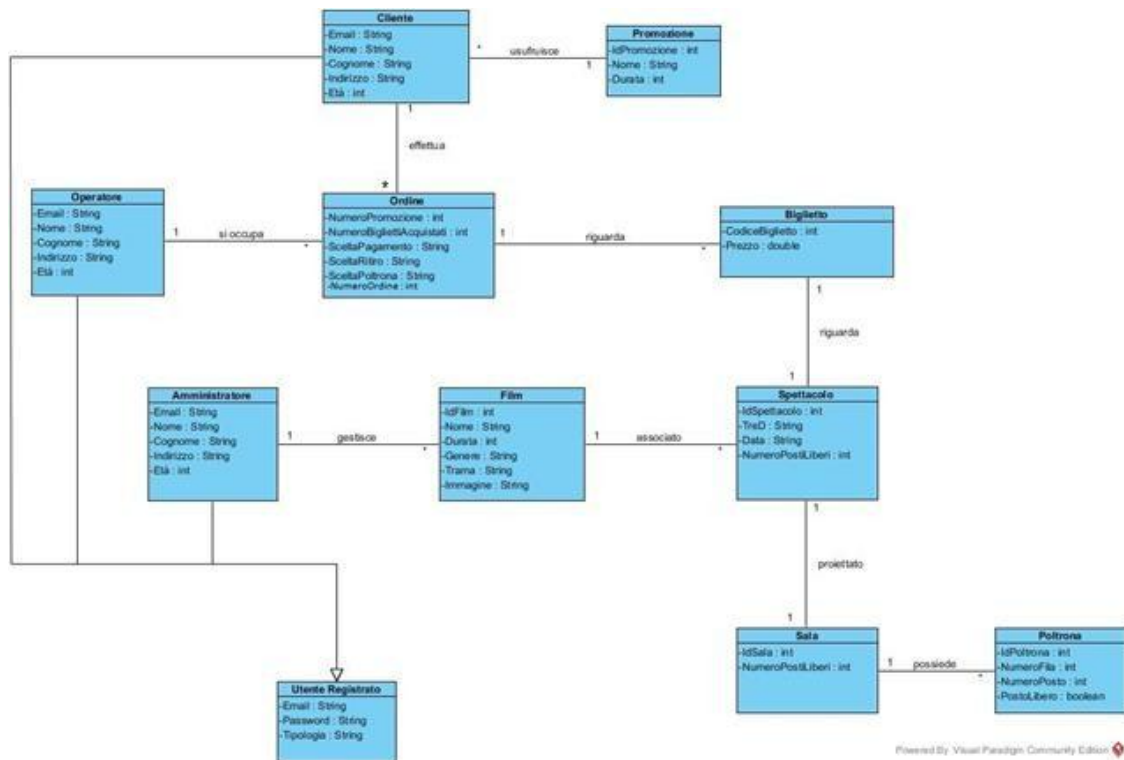 Cliente
-Email : String
-Nome : String
-Cognome : String
-Indirizzo : String
-Età : int
*
usufruisce
1
Promozione
-IdPromozione : int
-Nome : String
-Durata : int
1
effettua
*
Operatore
-Email : String
-Nome : String
-Cognome : String
-Indirizzo : String
-Età : int
1
si occupa
*
Ordine
-NumeroPromozione : int
-NumeroBigliettiAcquistati : int
-SceltaPagamento : String
-SceltaRitiro : String
-SceltaPoltrona : String
-NumeroOrdine : int
1
riguarda
*
Biglietto
-CodiceBiglietto : int
-Prezzo : double
1
riguarda
1
Amministratore
-Email : String
-Nome : String
-Cognome : String
-Indirizzo : String
-Età : int
1
gestisce
*
Film
-IdFilm : int
-Nome : String
-Durata : int
-Genere : String
-Trama : String
-Immagine : String
1
associato
*
Spettacolo
-IdSpettacolo : int
-TreD : String
-Data : String
-NumeroPostiLiberi : int
1
proiettato
1
Sala
-IdSala : int
-NumeroPostiLiberi : int
1
possiede
*
Poltrona
-IdPoltrona : int
-NumeroFila : int
-NumeroPosto : int
-PostoLibero : boolean
Utente Registrato
-Email : String
-Password : String
-Tipologia : String
Powered By Visual Paradigm Community Edition